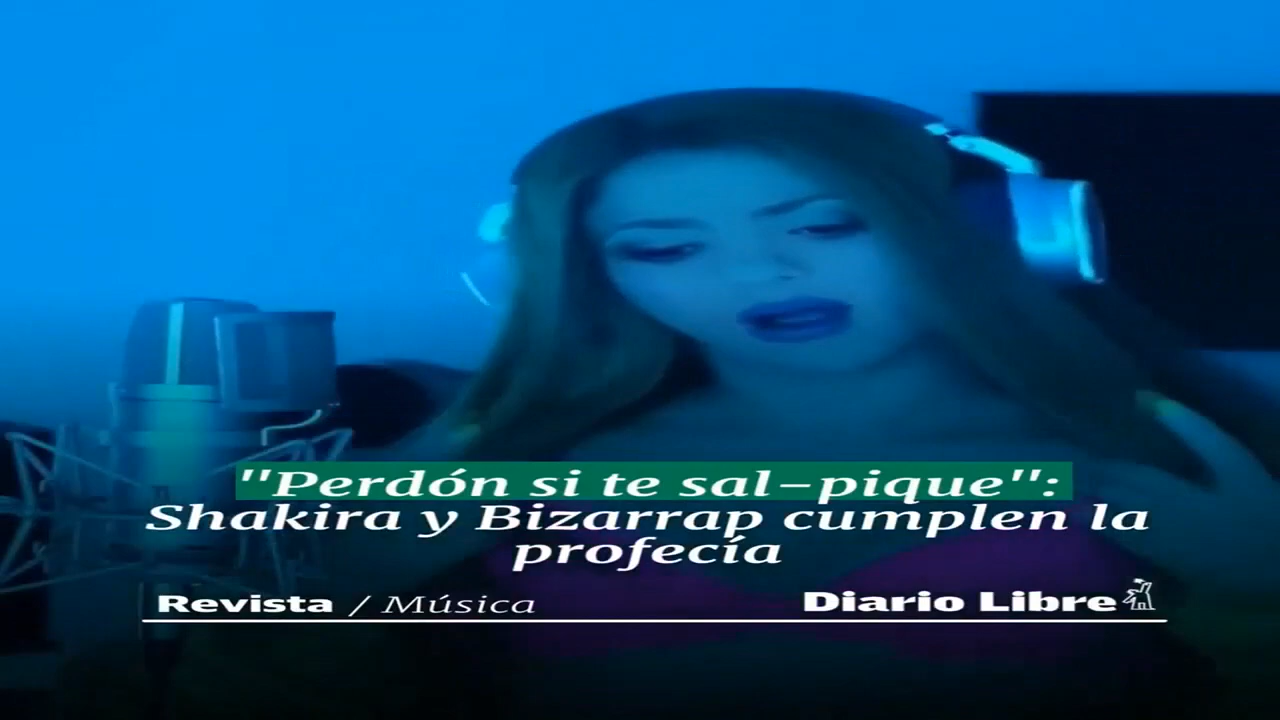 "Perdón si te sal-pique":
Shakira y Bizarrap cumplen la
profecía
Revista / Música
Diario Libre